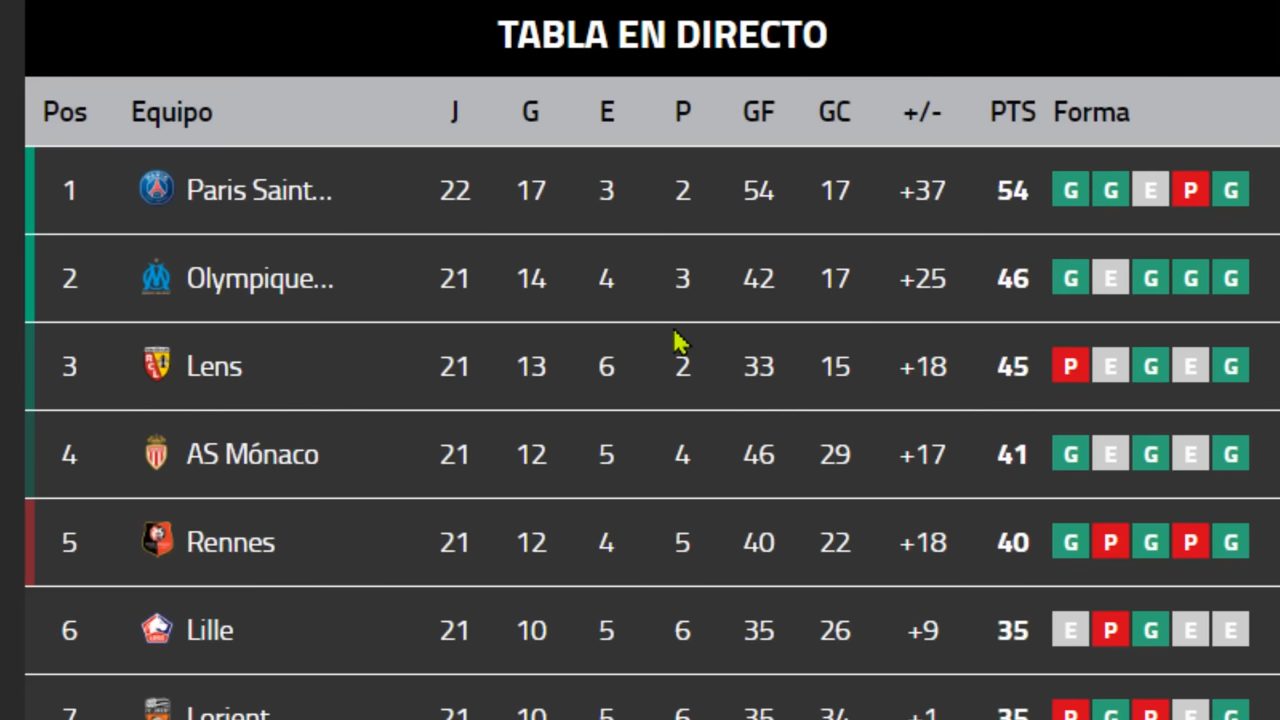 TABLA EN DIRECTO
Pos Equipo J G E P GF GC +/- PTS Forma
1 Paris Saint... 22 17 3 2 54 17 +37 54 G G E P G
2 Olympique... 21 14 4 3 42 17 +25 46 G E G G G
3 Lens 21 13 6 2 33 15 +18 45 P E G E G
4 AS Mónaco 21 12 5 4 46 29 +17 41 G E G E G
5 Rennes 21 12 4 5 40 22 +18 40 G P G P G
6 Lille 21 10 5 6 35 26 +9 35 E P G E E
7 Lorient 21 10 5 6 35 34 +1 35 P G P E G